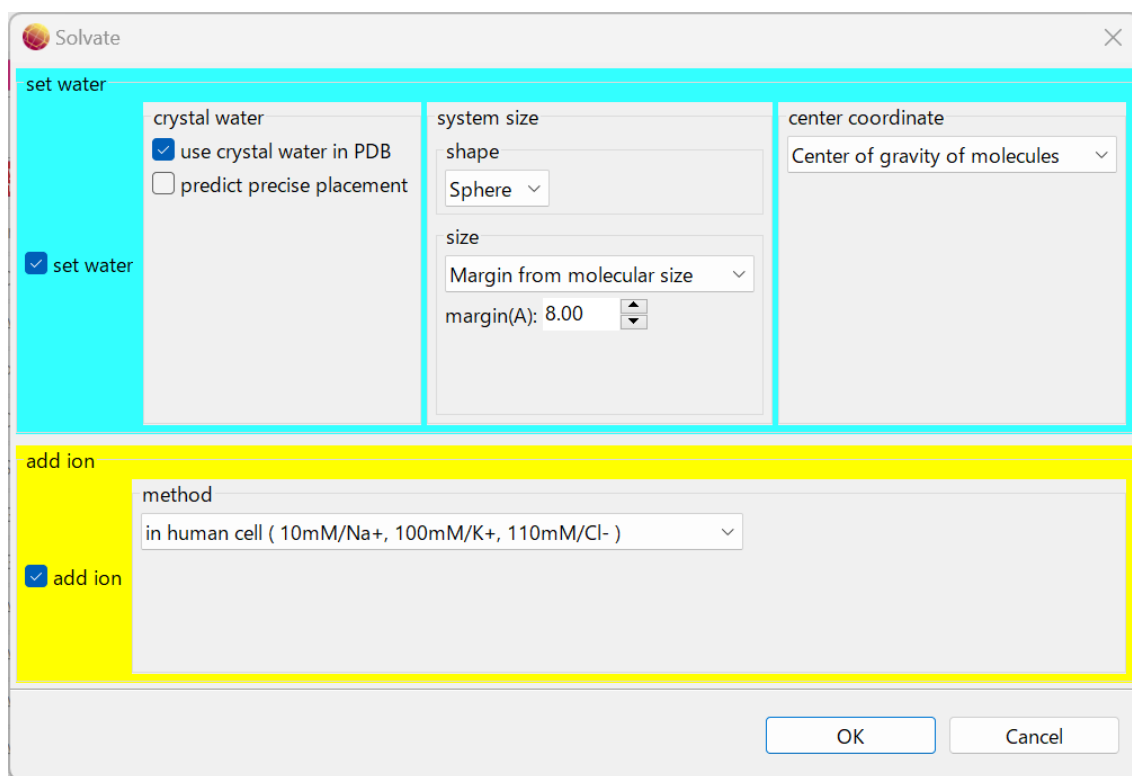 Solvate
set water
set water
crystal water
use crystal water in PDB
predict precise placement
system size
shape
Sphere
size
Margin from molecular size
margin(A): 8.00
center coordinate
Center of gravity of molecules
add ion
add ion
method
in human cell ( 10mM/Na+, 100mM/K+, 110mM/Cl- )
OK
Cancel